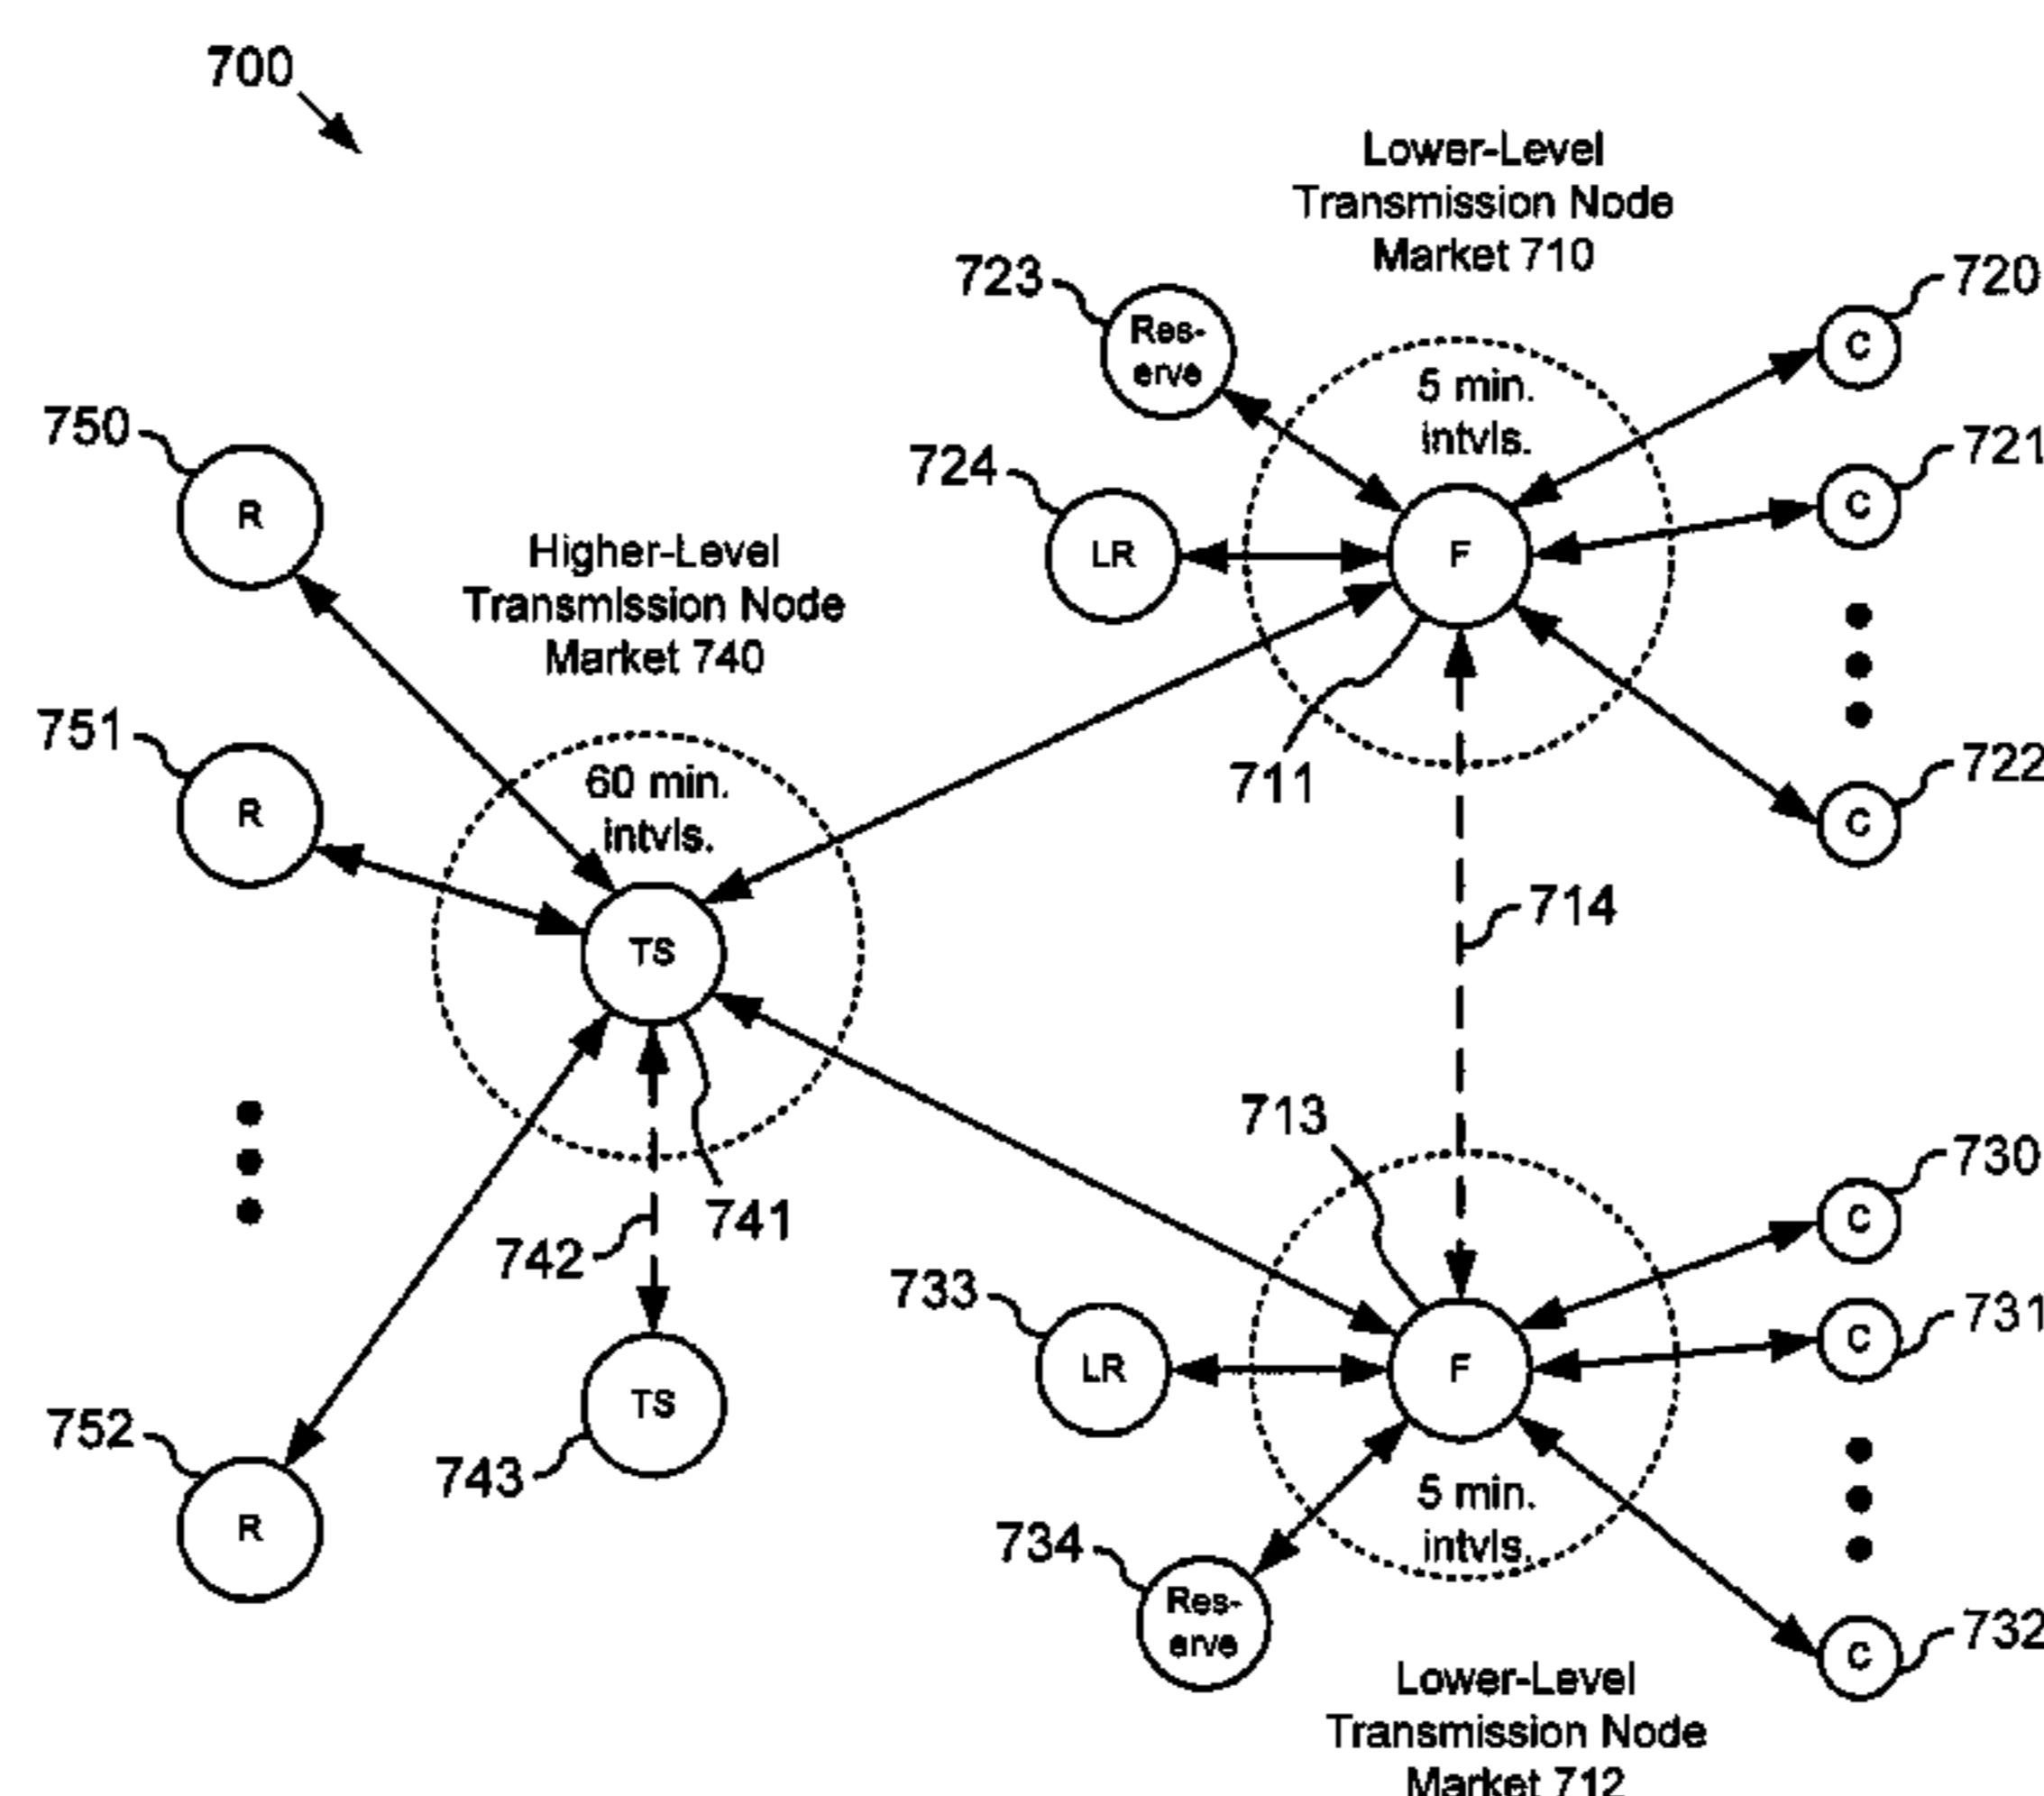 700
Lower-Level
Transmission Node
Market 710
723
Res-
erve
720
C
5 min.
intvls.
721
C
724
LR
F
750
R
Higher-Level
Transmission Node
Market 740
751
R
60 min.
intvls.
711
722
C
TS
714
741
742
713
730
C
733
LR
F
731
C
743
TS
752
R
5 min.
intvls.
734
Res-
erve
732
C
Lower-Level
Transmission Node
Market 712